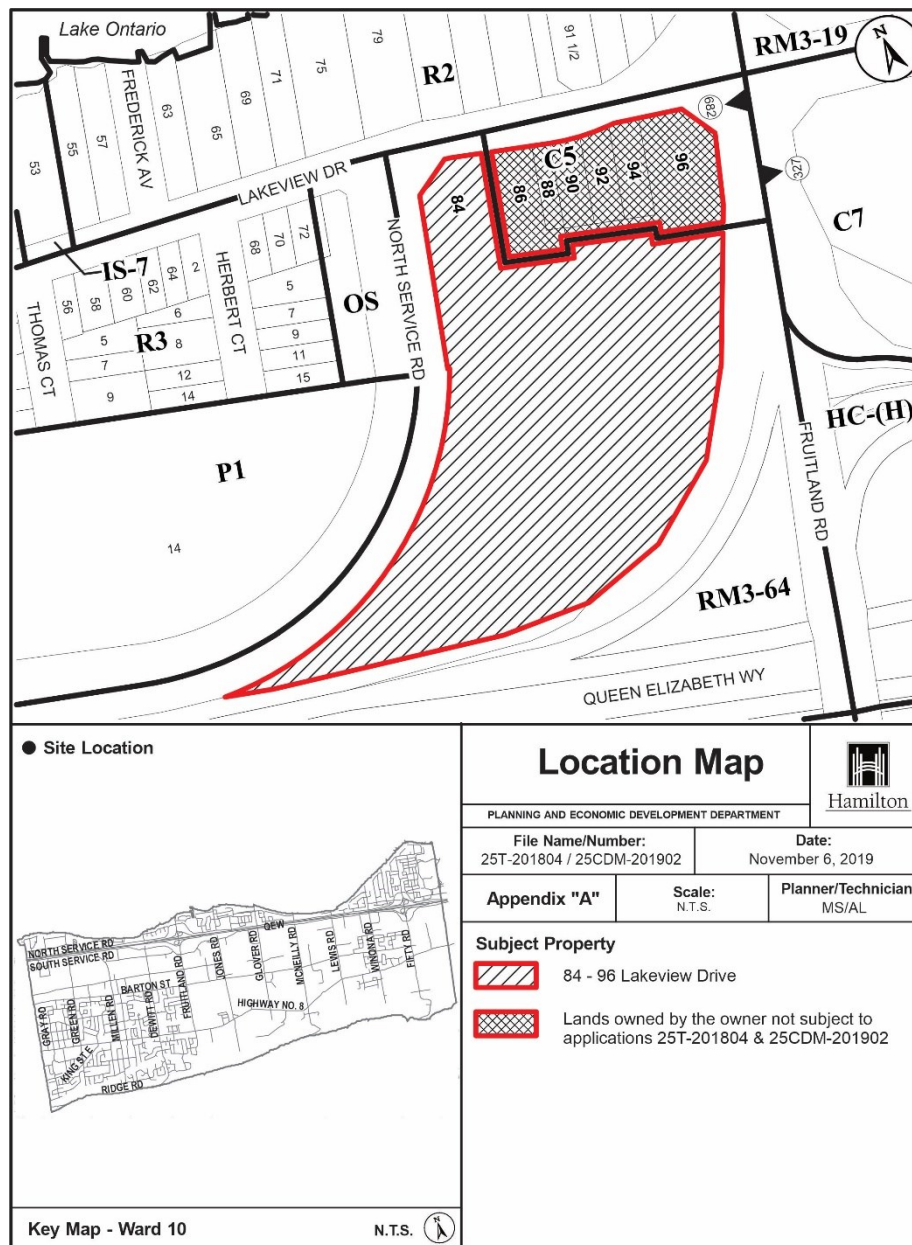 Lake Ontario
79
75
71
69
65
63
57
55
53
FREDERICK AV
R2
91 1/2
RM3-19
N
682
327
LAKEVIEW DR
C5
84
86
88
90
92
94
96
C7
IS-7
THOMAS CT
56
58
60
62
64
2
5
6
R3
7
8
9
12
14
HERBERT CT
68
70
72
5
7
9
11
15
OS
NORTH SERVICE RD
P1
14
HC-(H)
FRUITLAND RD
RM3-64
QUEEN ELIZABETH WY
Site Location
QEW
NORTH SERVICE RD
SOUTH SERVICE RD
BARTON ST
HIGHWAY NO. 8
GRAY RD
GREEN RD
MILLEN RD
DEWITT RD
FRUITLAND RD
JONES RD
GLOVER RD
MCNEILLY RD
LEWIS RD
WINONA RD
FIFTY RD
KING ST E
RIDGE RD
Key Map - Ward 10
N.T.S.
N
Location Map
Hamilton
PLANNING AND ECONOMIC DEVELOPMENT DEPARTMENT
File Name/Number:
25T-201804 / 25CDM-201902
Date:
November 6, 2019
Appendix "A"
Scale:
N.T.S.
Planner/Technician:
MS/AL
Subject Property
84 - 96 Lakeview Drive
Lands owned by the owner not subject to
applications 25T-201804 & 25CDM-201902